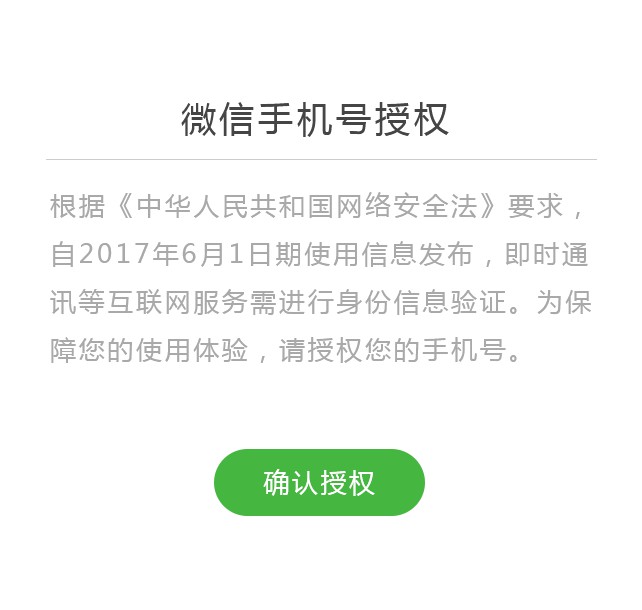 微信手机号授权
根据《中华人民共和国网络安全法》要求，
自2017年6月1日期使用信息发布，即时通
讯等互联网服务需进行身份信息验证。为保
障您的使用体验，请授权您的手机号。
确认授权